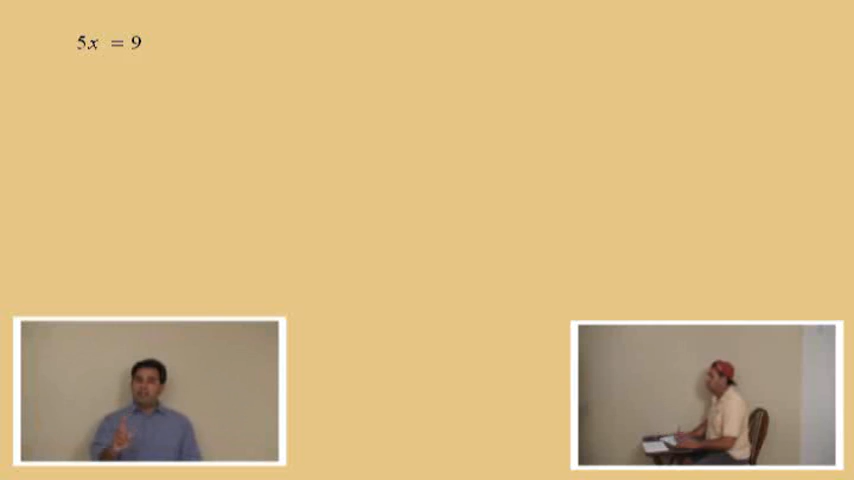 5x = 9